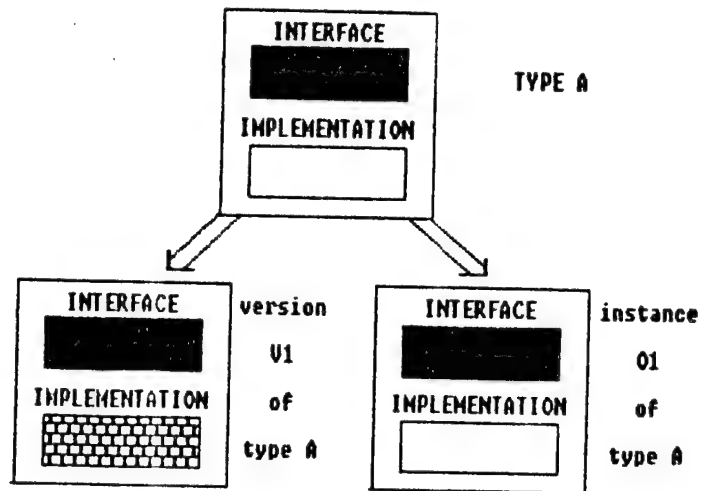 INTERFACE
TYPE A
IMPLEMENTATION
INTERFACE
version
V1
IMPLEMENTATION
of
type A
INTERFACE
instance
O1
IMPLEMENTATION
of
type A